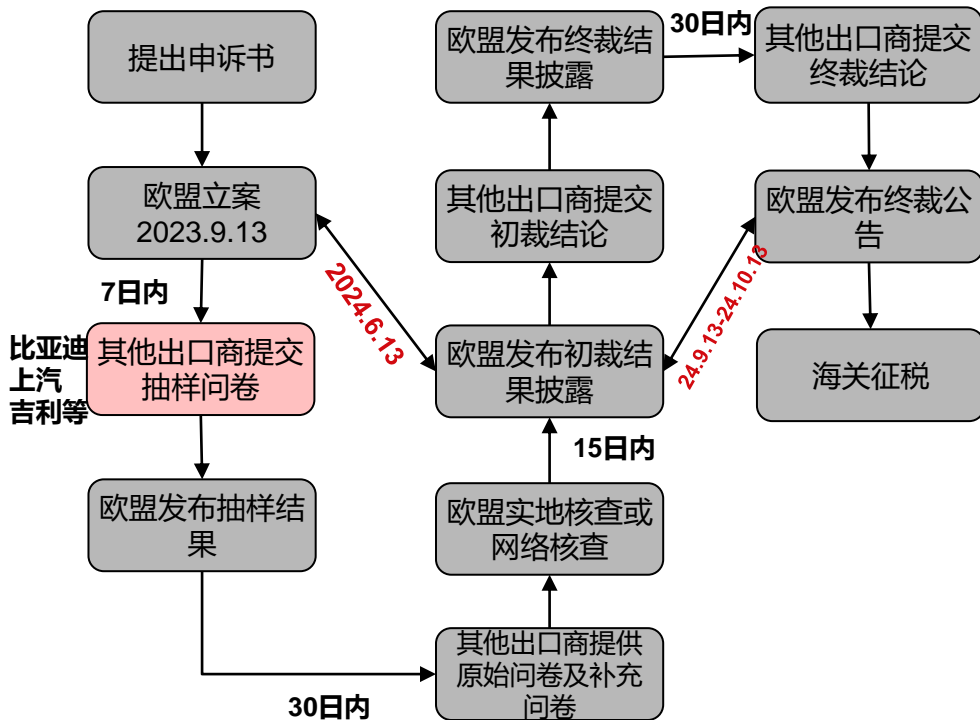 提出申诉书
欧盟立案
2023.9.13
7日内
比亚迪
上汽
吉利等
其他出口商提交
抽样问卷
欧盟发布抽样结
果
30日内
其他出口商提供
原始问卷及补充
问卷
欧盟实地核查或
网络核查
15日内
欧盟发布初裁结
果披露
2024.6.13
其他出口商提交
初裁结论
欧盟发布终裁结
果披露
30日内
其他出口商提交
终裁结论
欧盟发布终裁公
告
24.9.13-24.10.13
海关征税